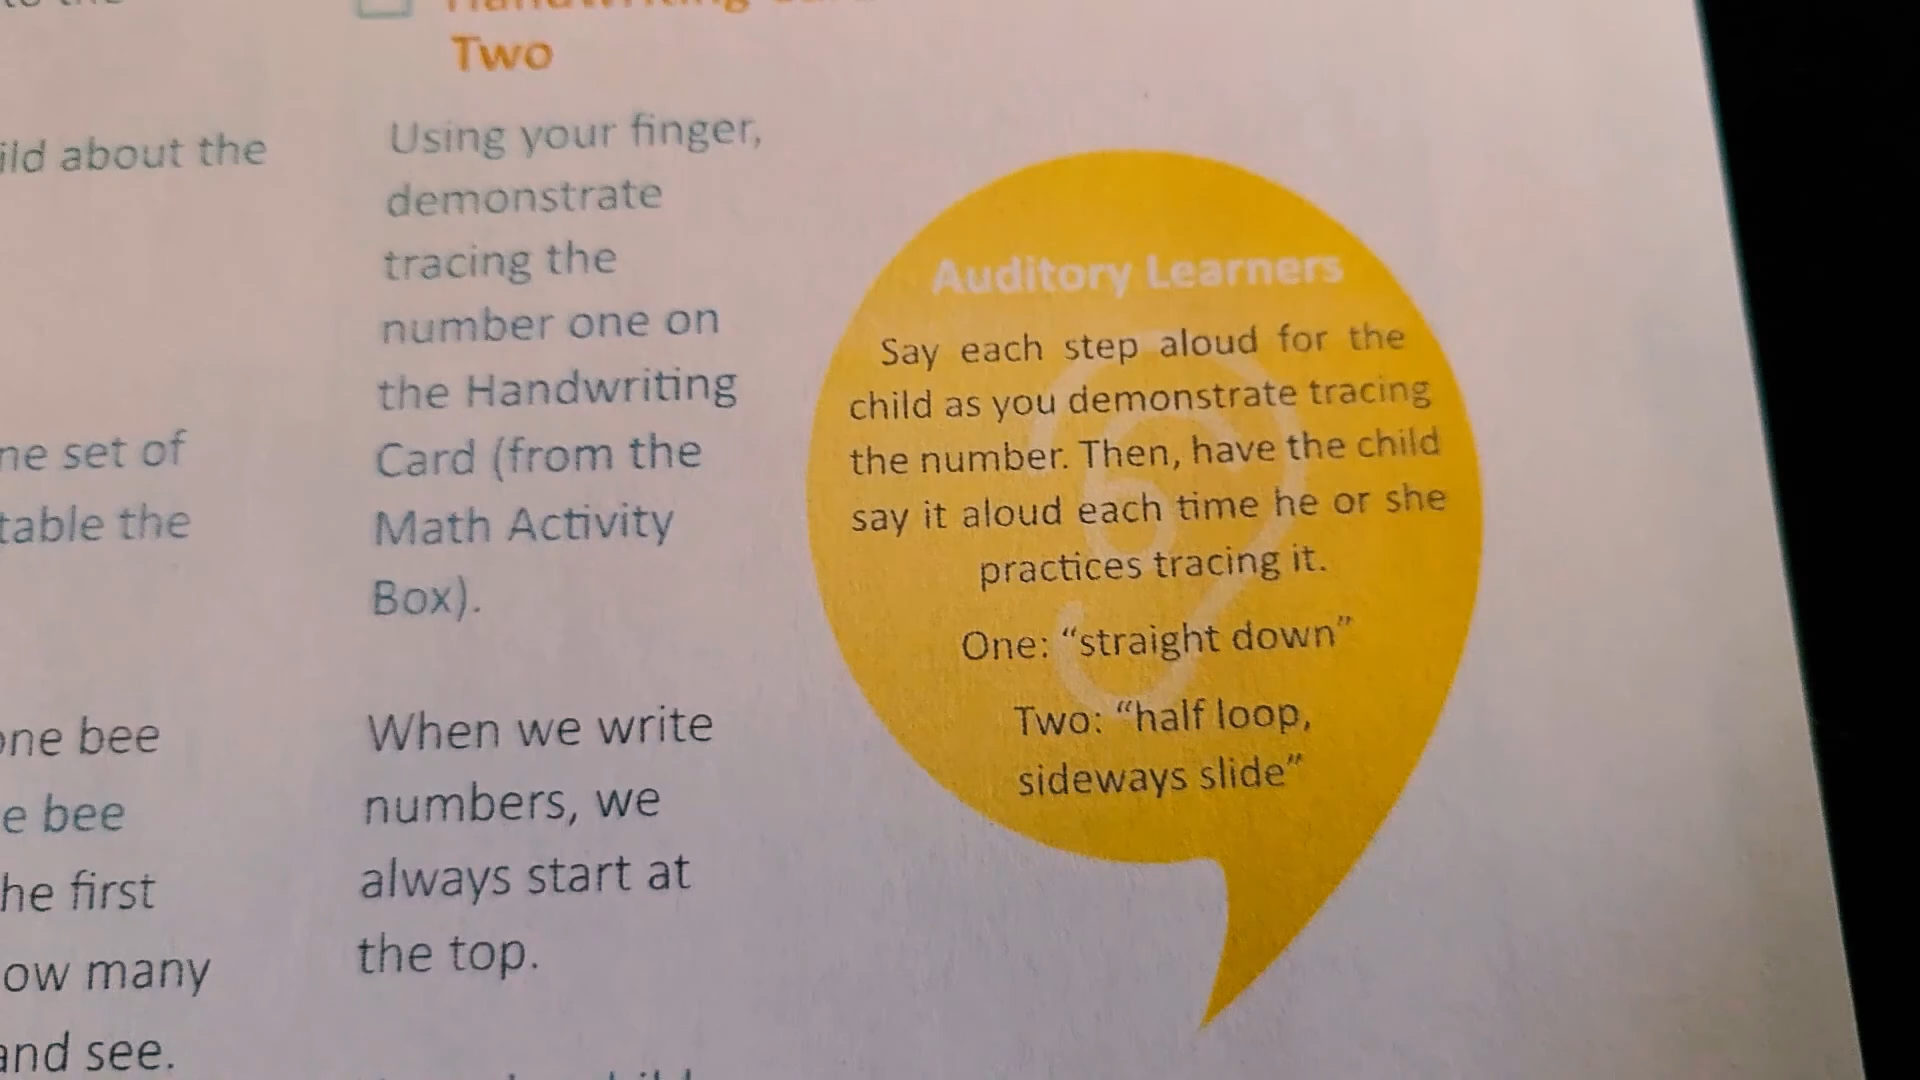 Two
ild about the
ne set of
table the
one bee
e bee
he first
ow many
and see.
Using your finger,
demonstrate
tracing the
number one on
the Handwriting
Card (from the
Math Activity
Box).
When we write
numbers, we
always start at
the top.
Auditory Learners
Say each step aloud for the
child as you demonstrate tracing
the number. Then, have the child
say it aloud each time he or she
practices tracing it.
One: “straight down”
Two: “half loop,
sideways slide”